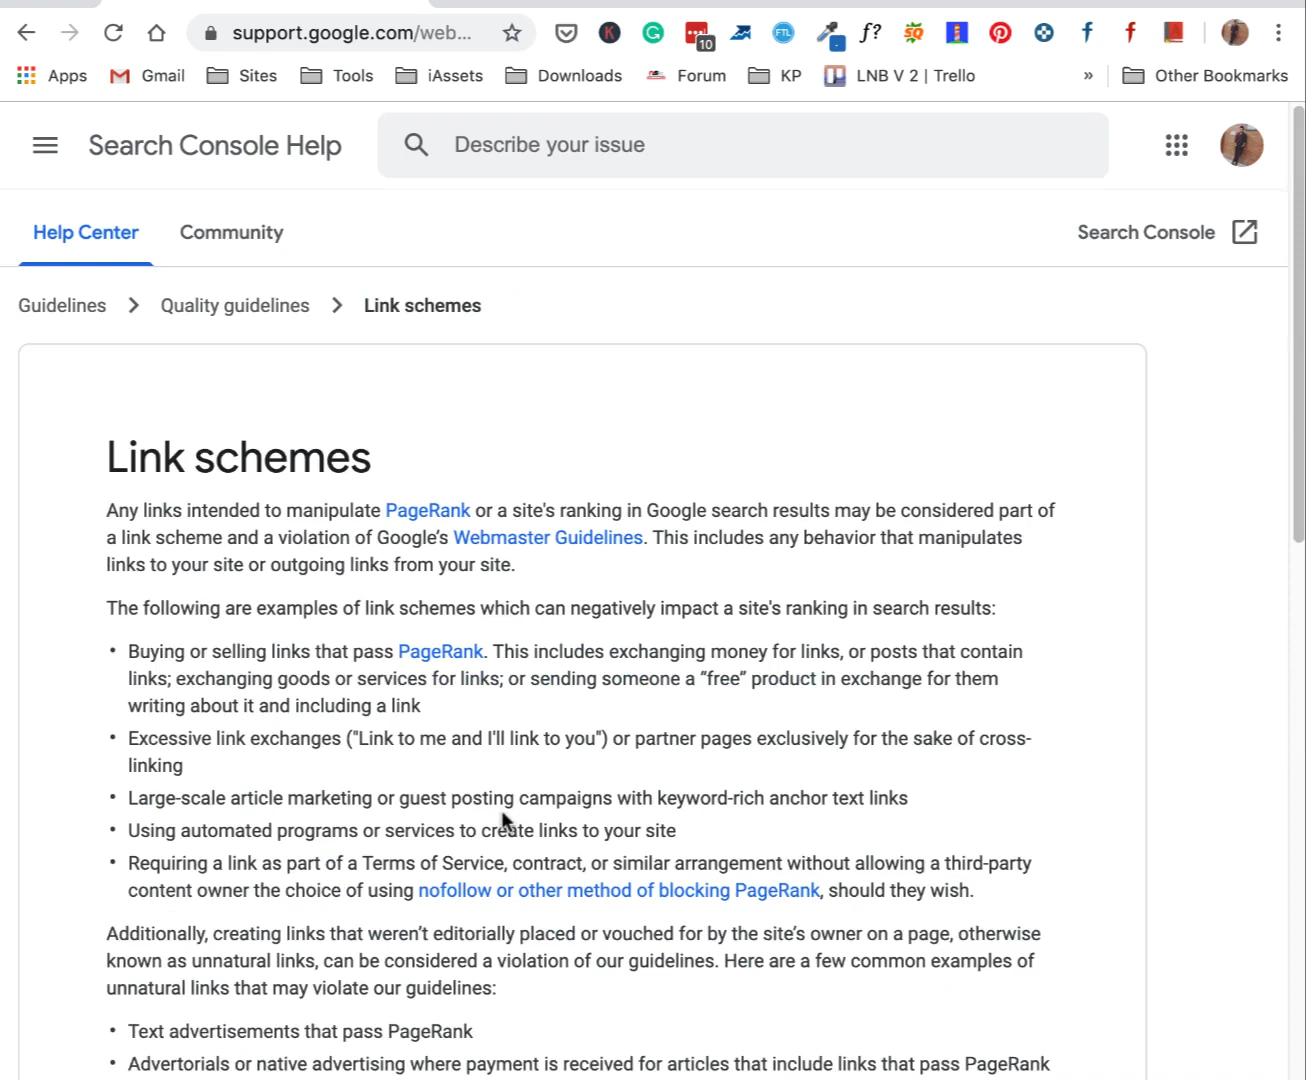 support.google.com/web...
10
FTL
f?
SQ
Apps
Gmail
Sites
Tools
iAssets
Downloads
Forum
KP
LNB V 2 | Trello
»
Other Bookmarks
Search Console Help
Describe your issue
Help Center
Community
Search Console
Guidelines
Quality guidelines
Link schemes
Link schemes
Any links intended to manipulate PageRank or a site's ranking in Google search results may be considered part of
a link scheme and a violation of Google’s Webmaster Guidelines. This includes any behavior that manipulates
links to your site or outgoing links from your site.
The following are examples of link schemes which can negatively impact a site's ranking in search results:
• Buying or selling links that pass PageRank. This includes exchanging money for links, or posts that contain
links; exchanging goods or services for links; or sending someone a “free” product in exchange for them
writing about it and including a link
• Excessive link exchanges ("Link to me and I'll link to you") or partner pages exclusively for the sake of cross-
linking
• Large-scale article marketing or guest posting campaigns with keyword-rich anchor text links
• Using automated programs or services to create links to your site
• Requiring a link as part of a Terms of Service, contract, or similar arrangement without allowing a third-party
content owner the choice of using nofollow or other method of blocking PageRank, should they wish.
Additionally, creating links that weren’t editorially placed or vouched for by the site’s owner on a page, otherwise
known as unnatural links, can be considered a violation of our guidelines. Here are a few common examples of
unnatural links that may violate our guidelines:
• Text advertisements that pass PageRank
• Advertorials or native advertising where payment is received for articles that include links that pass PageRank